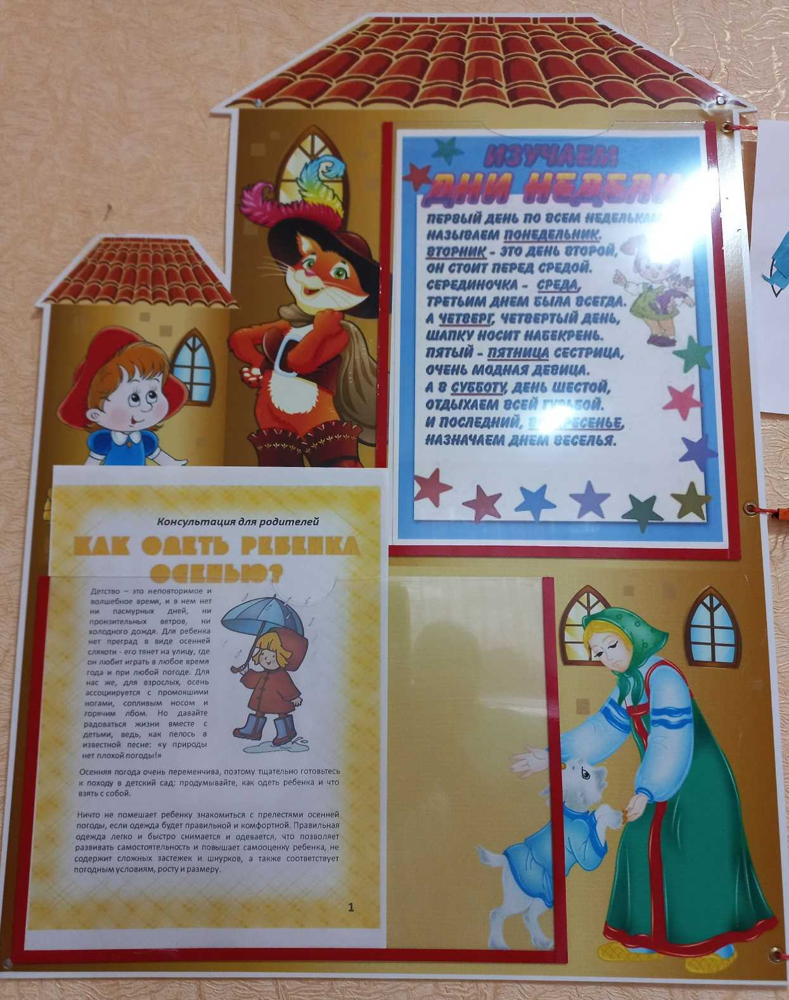 ИЗУЧАЕМ
ДНИ НЕДЕЛИ
ПЕРВЫЙ ДЕНЬ ПО ВСЕМ НЕДЕЛЬКАМ
НАЗЫВАЕМ ПОНЕДЕЛЬНИК.
ВТОРНИК - ЭТО ДЕНЬ ВТОРОЙ,
ОН СТОИТ ПЕРЕД СРЕДОЙ.
СЕРЕДИНОЧКА - СРЕДА,
ТРЕТЬИМ ДНЕМ БЫЛА ВСЕГДА.
А ЧЕТВЕРГ, ЧЕТВЕРТЫЙ ДЕНЬ,
ШАПКУ НОСИТ НАБЕКРЕНЬ.
ПЯТЫЙ - ПЯТНИЦА СЕСТРИЦА,
ОЧЕНЬ МОДНАЯ ДЕВИЦА.
А В СУББОТУ, ДЕНЬ ШЕСТОЙ,
ОТДЫХАЕМ ВСЕЙ ГУРЬБОЙ.
И ПОСЛЕДНИЙ, ВОСКРЕСЕНЬЕ,
НАЗНАЧАЕМ ДНЕМ ВЕСЕЛЬЯ.
Консультация для родителей
КАК ОДЕТЬ РЕБЕНКА
ОСЕНЬЮ?
Детство – это неповторимое и
волшебное время, и в нем нет
ни пасмурных дней, ни
пронзительных ветров, ни
холодного дождя. Для ребенка
нет преград в виде осенней
слякоти - его тянет на улицу, где
он любит играть в любое время
года и при любой погоде. Для
нас же, для взрослых, осень
ассоциируется с промокшими
ногами, сопливым носом и
горячим лбом. Но давайте
радоваться жизни вместе с
детьми, ведь, как пелось в
известной песне: «у природы
нет плохой погоды!»
Осенняя погода очень переменчива, поэтому тщательно готовьтесь
к походу в детский сад: продумывайте, как одеть ребенка и что
взять с собой.
Ничто не помешает ребенку знакомиться с прелестями осенней
погоды, если одежда будет правильной и комфортной. Правильная
одежда легко и быстро снимается и одевается, что позволяет
развивать самостоятельность и повышает самооценку ребенка, не
содержит сложных застежек и шнурков, а также соответствует
погодным условиям, росту и размеру.
1